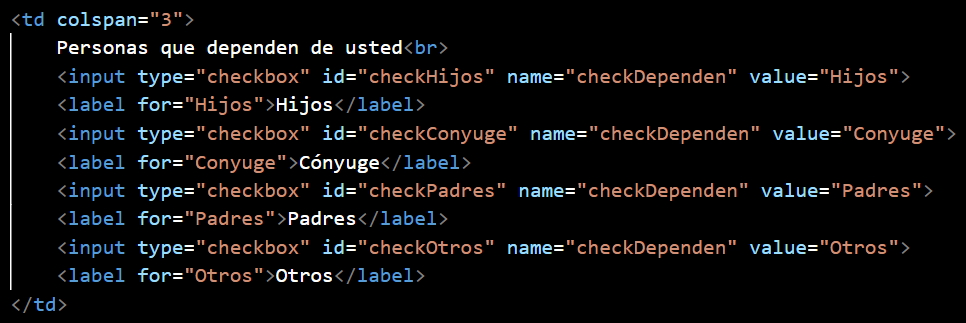 <td colspan="3">
Personas que dependen de usted<br>
<input type="checkbox" id="checkHijos" name="checkDependen" value="Hijos">
<label for="Hijos">Hijos</label>
<input type="checkbox" id="checkConyuge" name="checkDependen" value="Conyuge">
<label for="Conyuge">Cónyuge</label>
<input type="checkbox" id="checkPadres" name="checkDependen" value="Padres">
<label for="Padres">Padres</label>
<input type="checkbox" id="checkOtros" name="checkDependen" value="Otros">
<label for="Otros">Otros</label>
</td>